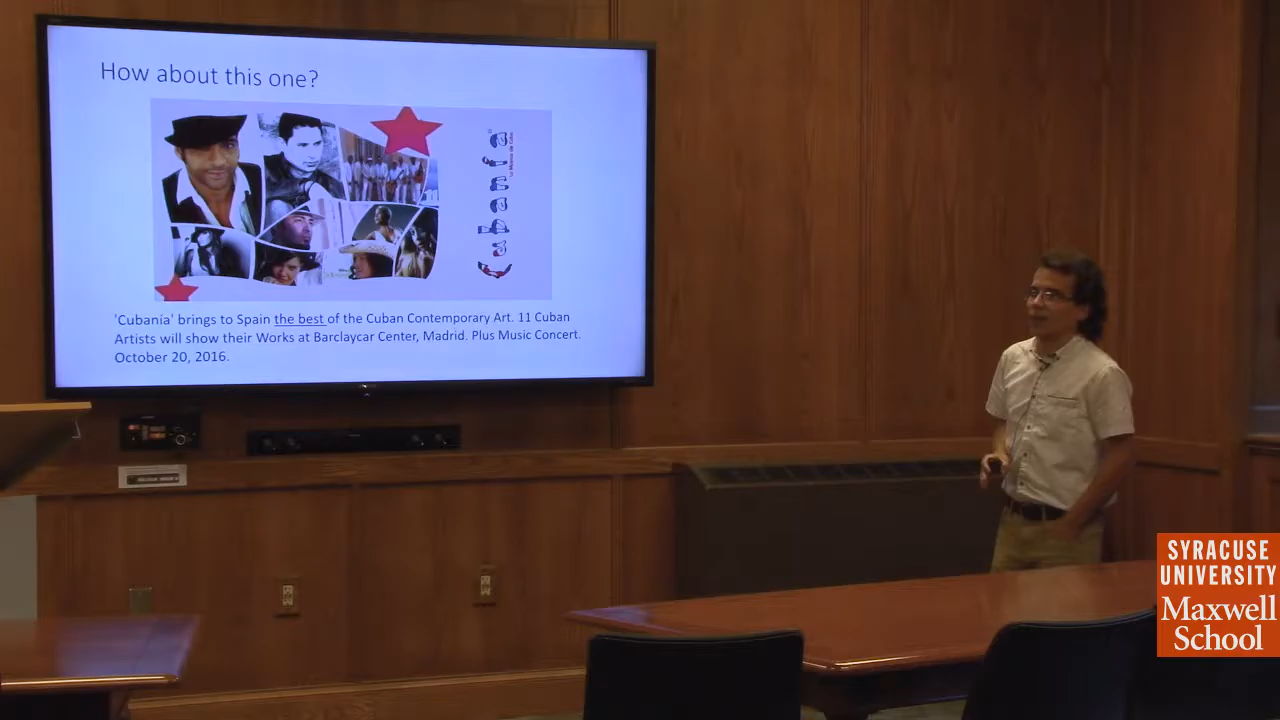 How about this one?
Cubanía
'Cubanía' brings to Spain the best of the Cuban Contemporary Art. 11 Cuban
Artists will show their Works at Barclaycar Center, Madrid. Plus Music Concert.
October 20, 2016.
SYRACUSE
UNIVERSITY
Maxwell
School